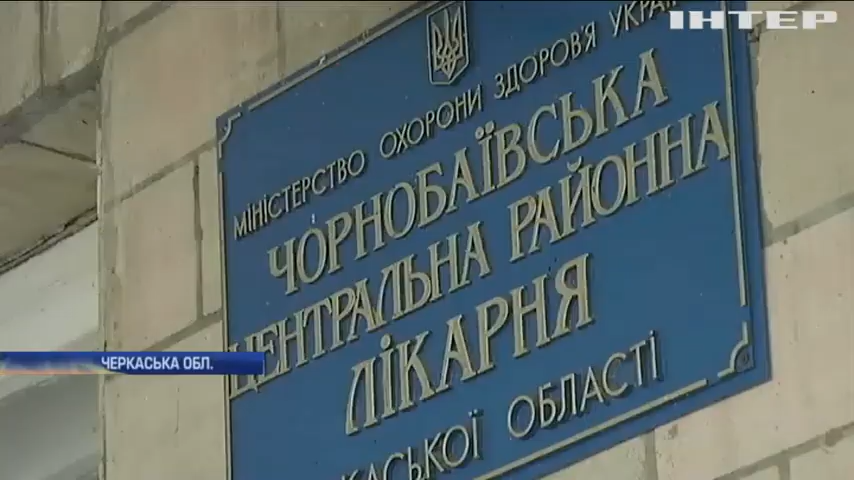 ІНТЕР
МІНІСТЕРСТВО ОХОРОНИ ЗДОРОВ'Я
ЧОРНОБАЇВСЬКА
ЦЕНТРАЛЬНА РАЙОННА
ЛІКАРНЯ
ОБЛАСТІ
ЧЕРКАСЬКА ОБЛ.